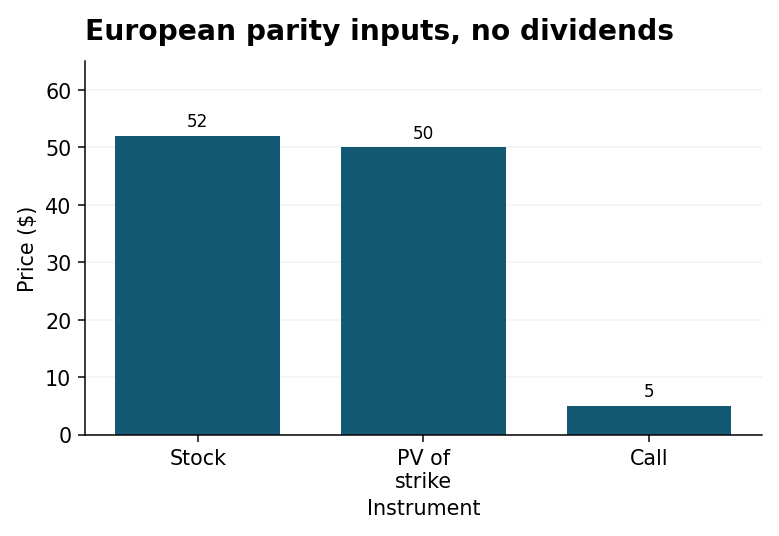 European parity inputs, no dividends
Price ($)
60
50
40
30
20
10
0
52
50
5
Stock
PV of
strike
Call
Instrument